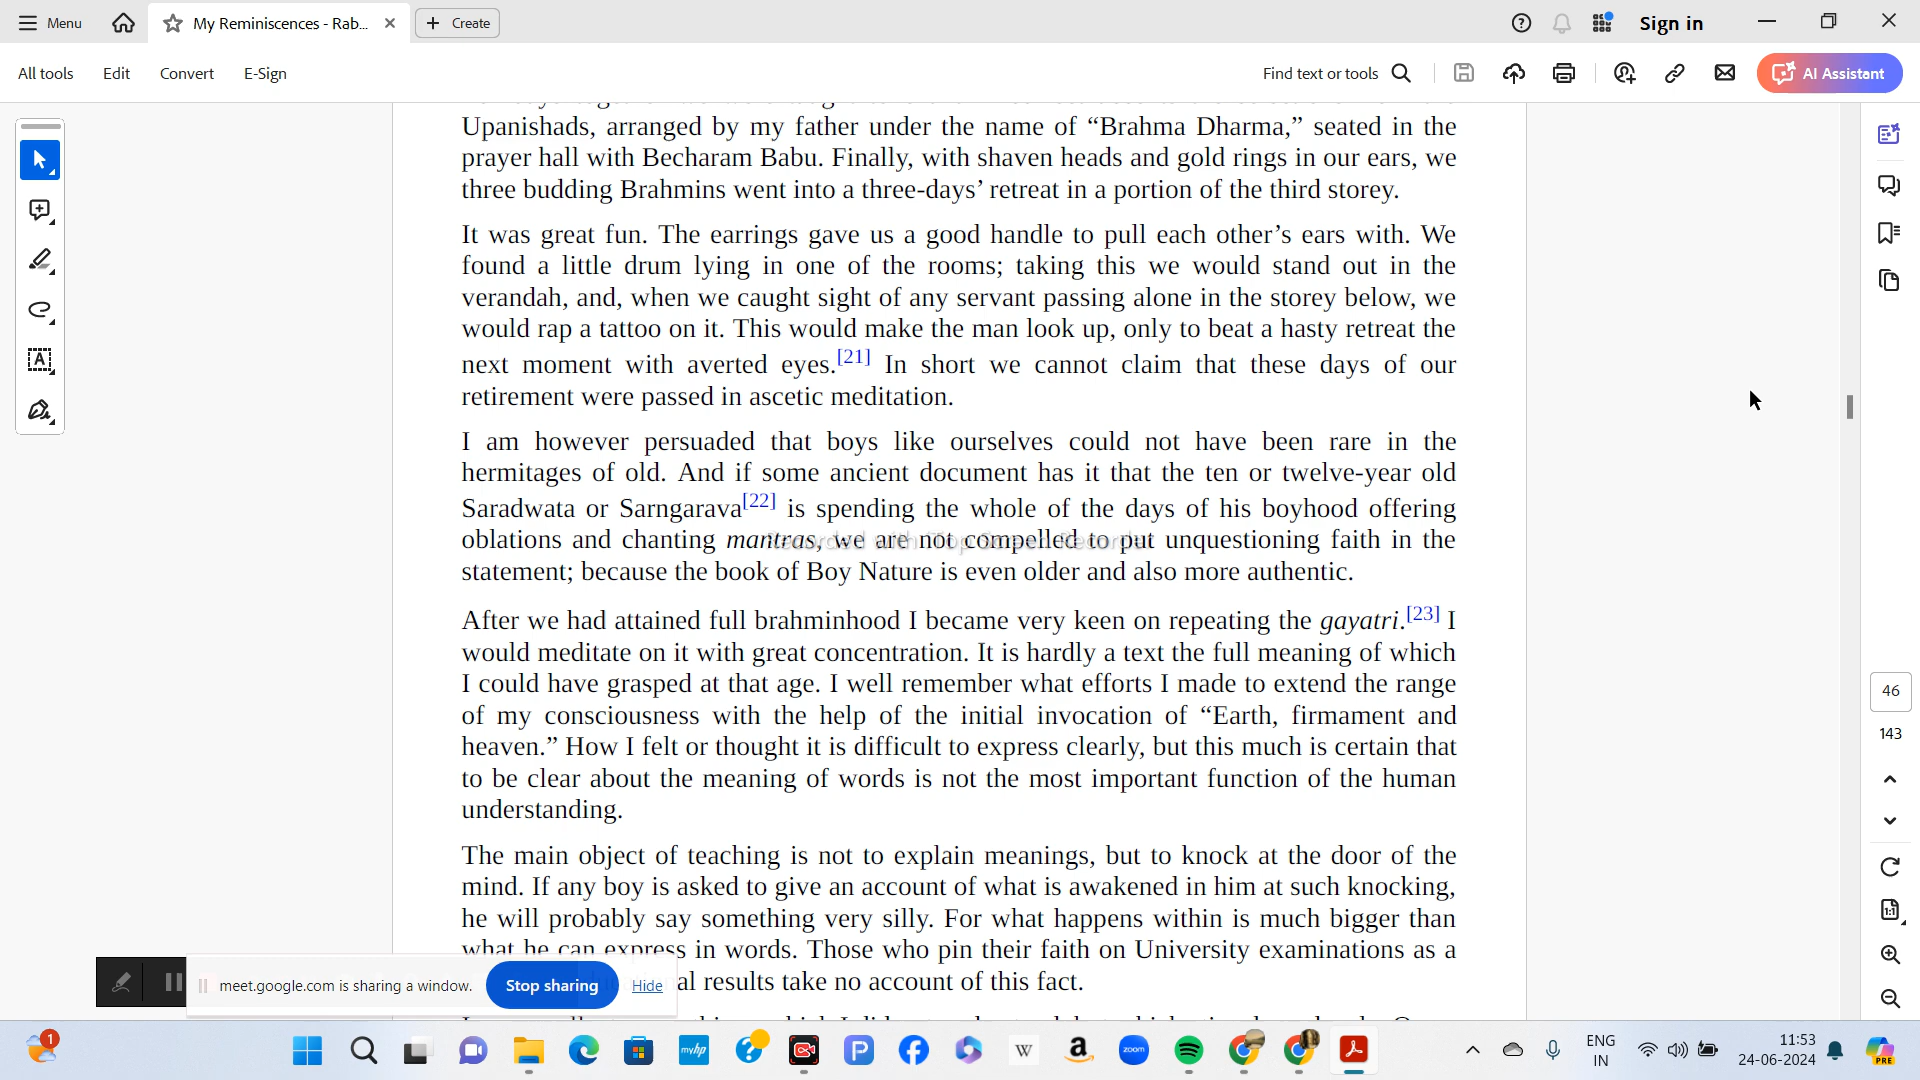 Menu
My Reminiscences - Rab...
Create
Sign in
All tools
Edit
Convert
E-Sign
Find text or tools
AI Assistant
Upanishads, arranged by my father under the name of “Brahma Dharma,” seated in the
prayer hall with Becharam Babu. Finally, with shaven heads and gold rings in our ears, we
three budding Brahmins went into a three-days’ retreat in a portion of the third storey.
It was great fun. The earrings gave us a good handle to pull each other’s ears with. We
found a little drum lying in one of the rooms; taking this we would stand out in the
verandah, and, when we caught sight of any servant passing alone in the storey below, we
would rap a tattoo on it. This would make the man look up, only to beat a hasty retreat the
next moment with averted eyes.[21] In short we cannot claim that these days of our
retirement were passed in ascetic meditation.
I am however persuaded that boys like ourselves could not have been rare in the
hermitages of old. And if some ancient document has it that the ten or twelve-year old
Saradwata or Sarngarava[22] is spending the whole of the days of his boyhood offering
oblations and chanting mantras, we are not compelled to put unquestioning faith in the
Recorded with iTop Screen Recorder
statement; because the book of Boy Nature is even older and also more authentic.
After we had attained full brahminhood I became very keen on repeating the gayatri.[23] I
would meditate on it with great concentration. It is hardly a text the full meaning of which
I could have grasped at that age. I well remember what efforts I made to extend the range
of my consciousness with the help of the initial invocation of “Earth, firmament and
heaven.” How I felt or thought it is difficult to express clearly, but this much is certain that
to be clear about the meaning of words is not the most important function of the human
understanding.
The main object of teaching is not to explain meanings, but to knock at the door of the
mind. If any boy is asked to give an account of what is awakened in him at such knocking,
he will probably say something very silly. For what happens within is much bigger than
what he can express in words. Those who pin their faith on University examinations as a
al results take no account of this fact.
46
143
meet.google.com is sharing a window.
Stop sharing
Hide
1
myhp
P
W
a
zoom
ENG
IN
11:53
24-06-2024
PRE